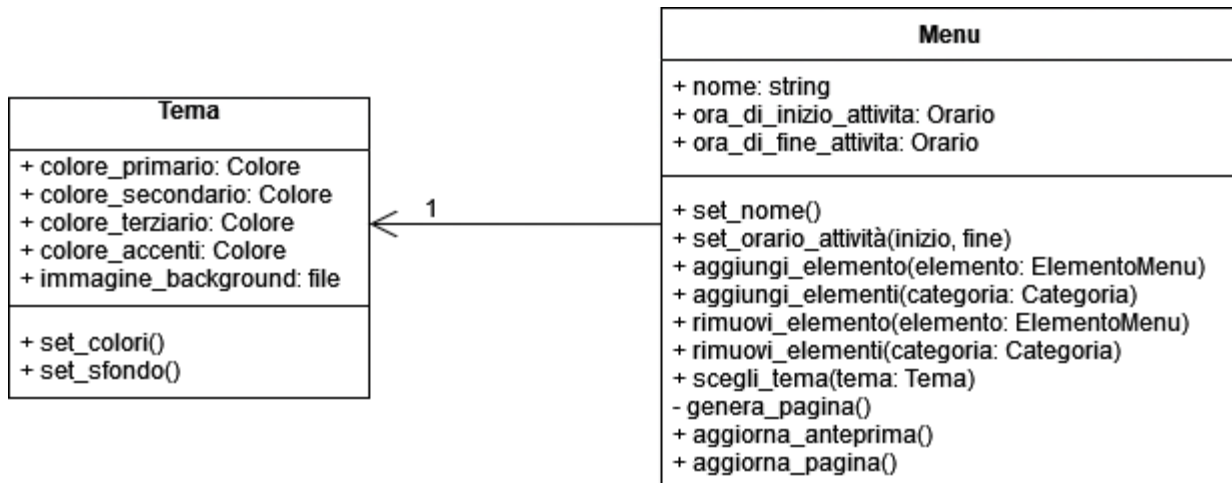 Tema
+ colore_primario: Colore
+ colore_secondario: Colore
+ colore_terziario: Colore
+ colore_accenti: Colore
+ immagine_background: file
+ set_colori()
+ set_sfondo()
1
Menu
+ nome: string
+ ora_di_inizio_attivita: Orario
+ ora_di_fine_attivita: Orario
+ set_nome()
+ set_orario_attività(inizio, fine)
+ aggiungi_elemento(elemento: ElementoMenu)
+ aggiungi_elementi(categoria: Categoria)
+ rimuovi_elemento(elemento: ElementoMenu)
+ rimuovi_elementi(categoria: Categoria)
+ scegli_tema(tema: Tema)
- genera_pagina()
+ aggiorna_anteprima()
+ aggiorna_pagina()